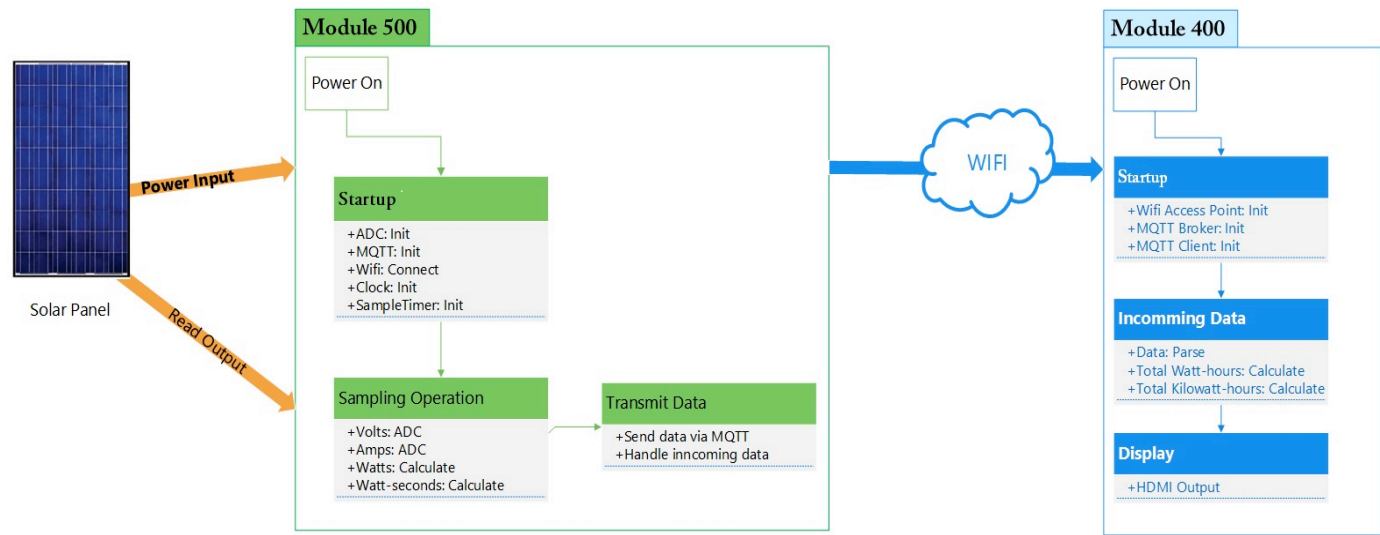 Module 500
Power On
Startup
+ADC: Init
+MQTT: Init
+Wifi: Connect
+Clock: Init
+SampleTimer: Init
Sampling Operation
+Volts: ADC
+Amps: ADC
+Watts: Calculate
+Watt-seconds: Calculate
Transmit Data
+Send data via MQTT
+Handle inncoming data
Power Input
Read Output
Solar Panel
WIFI
Module 400
Power On
Startup
+Wifi Access Point: Init
+MQTT Broker: Init
+MQTT Client: Init
Incomming Data
+Data: Parse
+Total Watt-hours: Calculate
+Total Kilowatt-hours: Calculate
Display
+HDMI Output